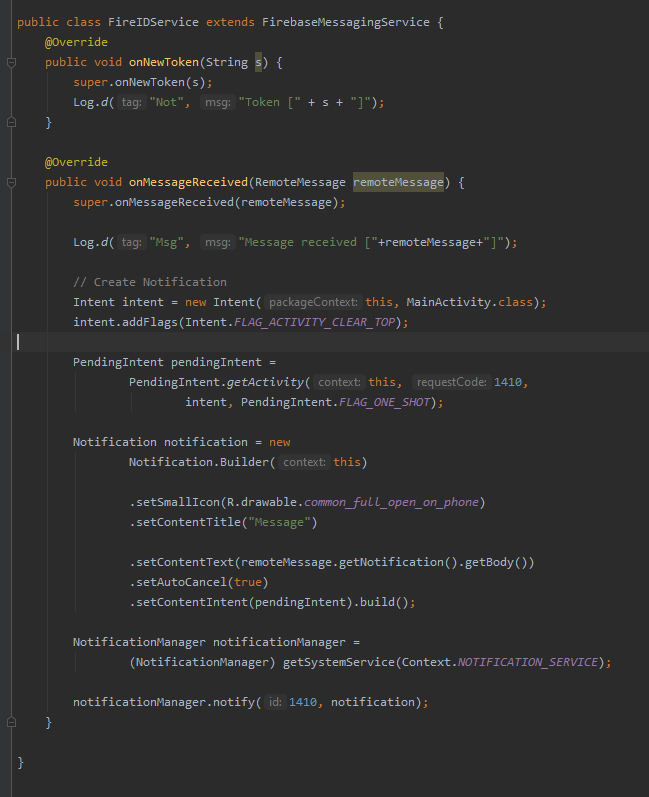 public class FireIDService extends FirebaseMessagingService {
@Override
public void onNewToken(String s) {
super.onNewToken(s);
Log.d( tag: "Not", msg: "Token [" + s + "]");
}
@Override
public void onMessageReceived(RemoteMessage remoteMessage) {
super.onMessageReceived(remoteMessage);
Log.d( tag: "Msg", msg: "Message received ["+remoteMessage+"]");
// Create Notification
Intent intent = new Intent( packageContext: this, MainActivity.class);
intent.addFlags(Intent.FLAG_ACTIVITY_CLEAR_TOP);
PendingIntent pendingIntent =
PendingIntent.getActivity( context: this, requestCode: 1410,
intent, PendingIntent.FLAG_ONE_SHOT);
Notification notification = new
Notification.Builder( context: this)
.setSmallIcon(R.drawable.common_full_open_on_phone)
.setContentTitle("Message")
.setContentText(remoteMessage.getNotification().getBody())
.setAutoCancel(true)
.setContentIntent(pendingIntent).build();
NotificationManager notificationManager =
(NotificationManager) getSystemService(Context.NOTIFICATION_SERVICE);
notificationManager.notify( id: 1410, notification);
}
}